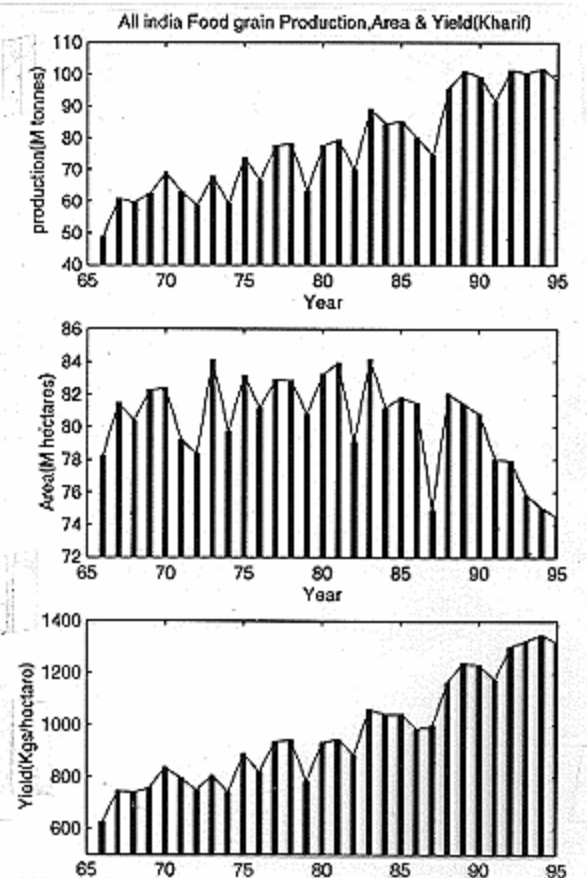 All india Food grain Production,Area & Yield(Kharif)
110
100
90
80
70
60
50
40
production(M tonnes)
65 70 75 80 85 90 95
Year
86
84
82
80
78
76
74
72
Area(M hectares)
65 70 75 80 85 90 95
Year
1400
1200
1000
800
600
Yield(Kgs/hectare)
65 70 75 80 85 90 95